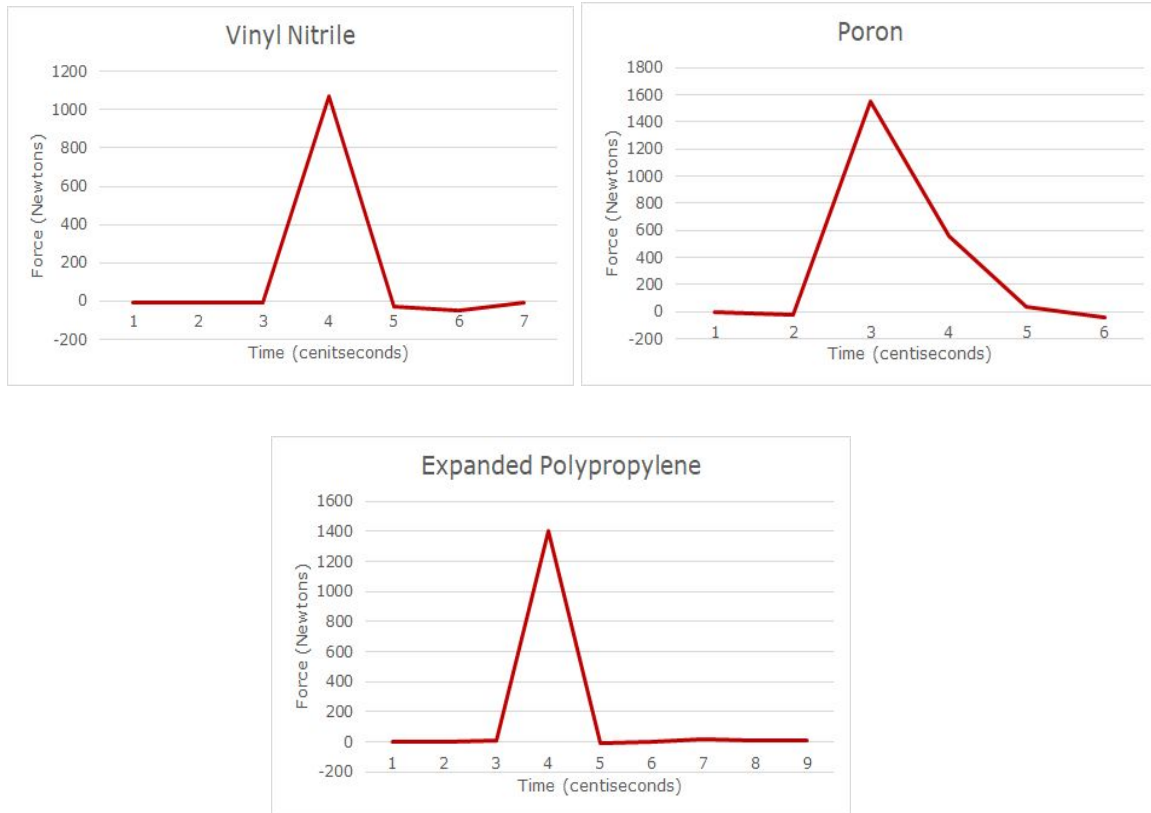 Vinyl Nitrile
1200
1000
800
600
400
200
0
-200
Force (Newtons)
1 2 3 4 5 6 7
Time (cenitseconds)
Poron
1800
1600
1400
1200
1000
800
600
400
200
0
-200
Force (Newtons)
1 2 3 4 5 6
Time (centiseconds)
Expanded Polypropylene
1600
1400
1200
1000
800
600
400
200
0
-200
Force (Newtons)
1 2 3 4 5 6 7 8 9
Time (centiseconds)